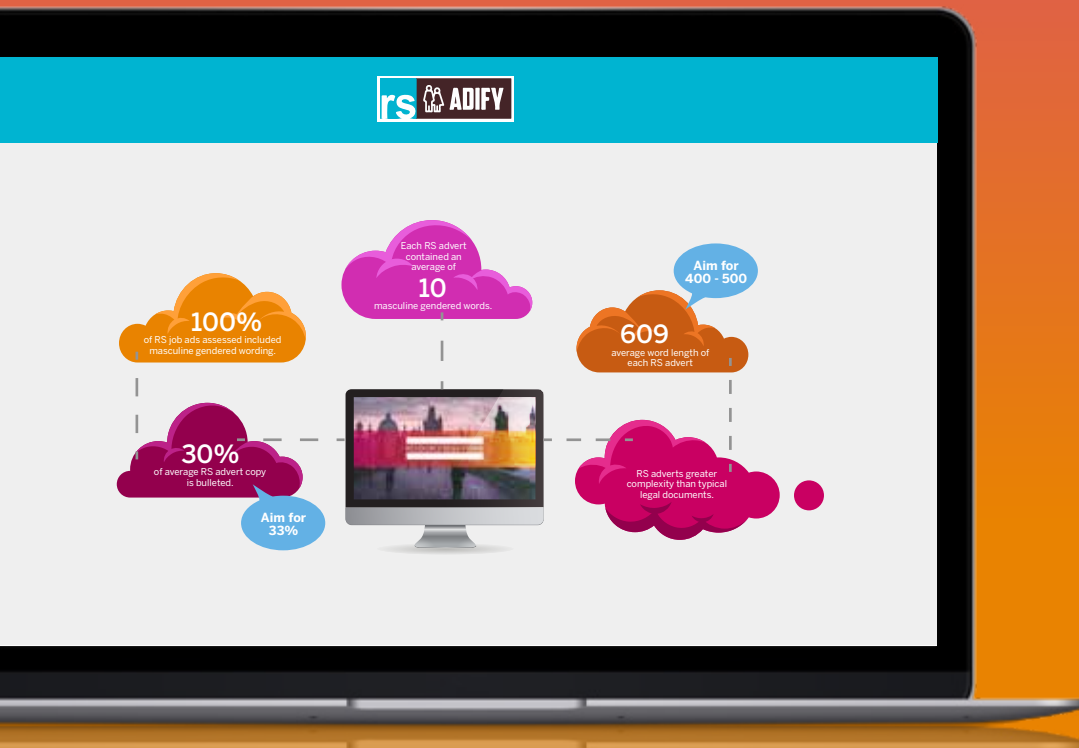 rs ADIFY
Each RS advert
contained an
average of
10
masculine gendered words.
100%
of RS job ads assessed included
masculine gendered wording.
Aim for
400 - 500
609
average word length of
each RS advert
30%
of average RS advert copy
is bulleted.
Aim for
33%
RS adverts greater
complexity than typical
legal documents.